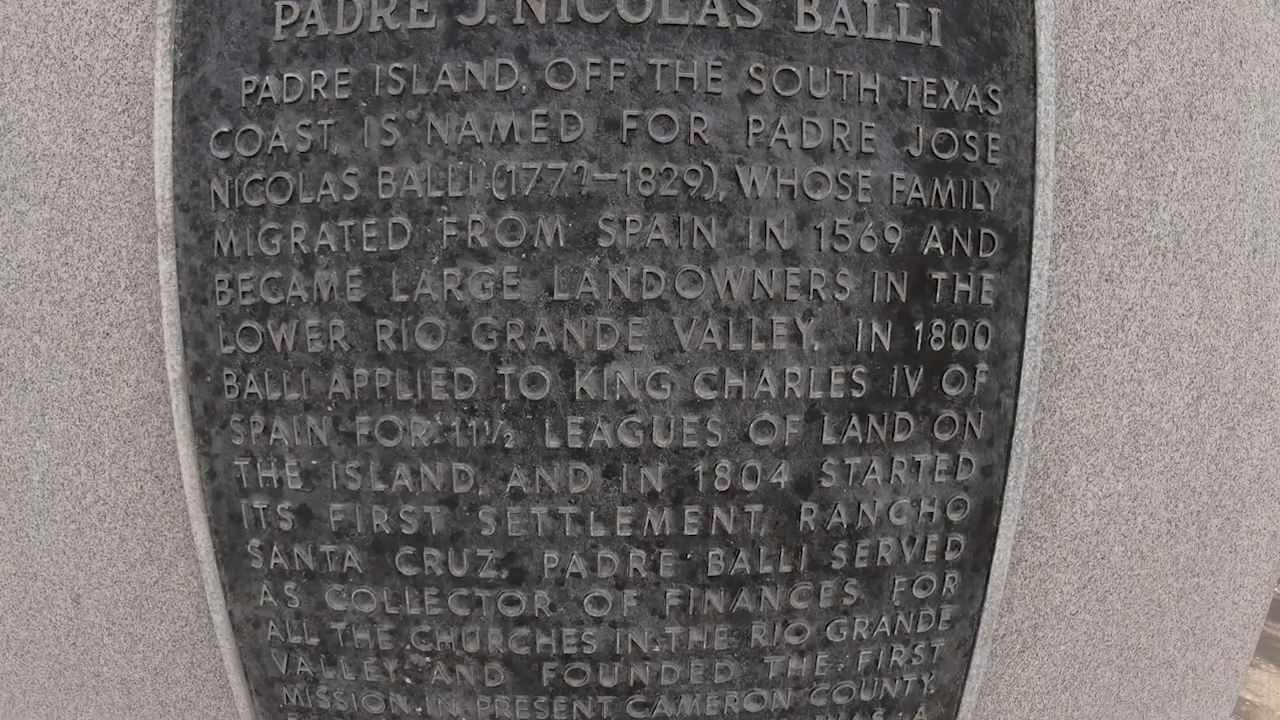 PADRE J. NICOLAS BALLI
PADRE ISLAND, OFF THE SOUTH TEXAS
COAST, IS NAMED FOR PADRE JOSE
NICOLAS BALLI (177?–1829), WHOSE FAMILY
MIGRATED FROM SPAIN IN 1569 AND
BECAME LARGE LANDOWNERS IN THE
LOWER RIO GRANDE VALLEY. IN 1800
BALLI APPLIED TO KING CHARLES IV OF
SPAIN FOR 11½ LEAGUES OF LAND ON
THE ISLAND, AND IN 1804 STARTED
ITS FIRST SETTLEMENT, RANCHO
SANTA CRUZ. PADRE BALLI SERVED
AS COLLECTOR OF FINANCES FOR
ALL THE CHURCHES IN THE RIO GRANDE
VALLEY AND FOUNDED THE FIRST
MISSION IN PRESENT CAMERON COUNTY.